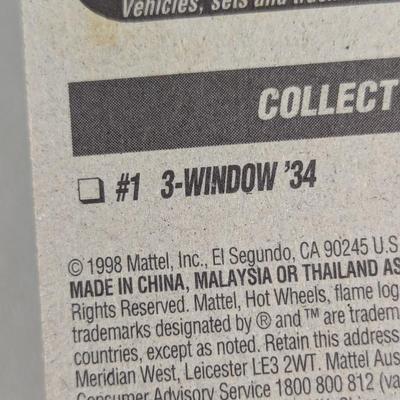 Vehicles, sets and
COLLECT
☐ #1 3-WINDOW '34
© 1998 Mattel, Inc., El Segundo, CA 90245 U.S.
MADE IN CHINA, MALAYSIA OR THAILAND AS
Rights Reserved. Mattel, Hot Wheels, flame log
trademarks designated by ® and ™ are tradem
countries, except as noted. Retain this address
Meridian West, Leicester LE3 2WT. Mattel Aus
Consumer Advisory Service 1800 800 812 (va